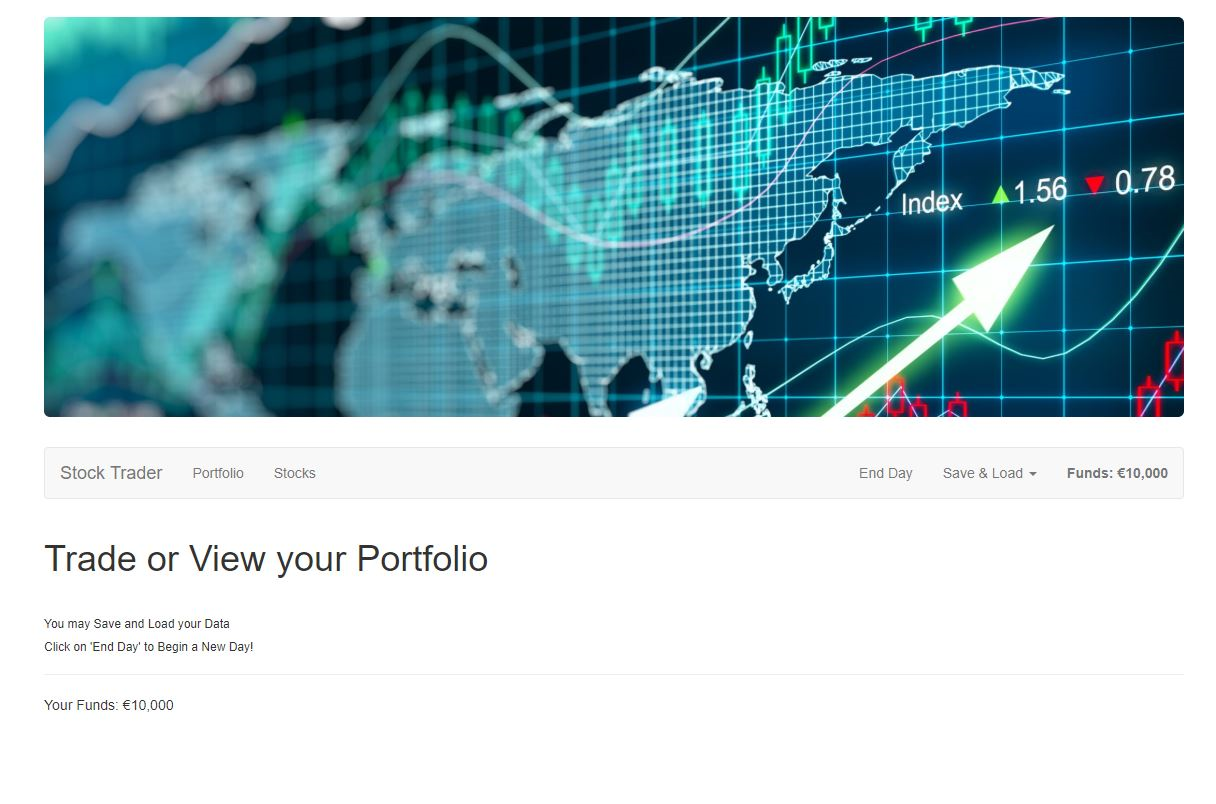 Index ▲1.56 ▼ 0.78
Stock Trader Portfolio Stocks End Day Save & Load Funds: €10,000
Trade or View your Portfolio
You may Save and Load your Data
Click on 'End Day' to Begin a New Day!
Your Funds: €10,000